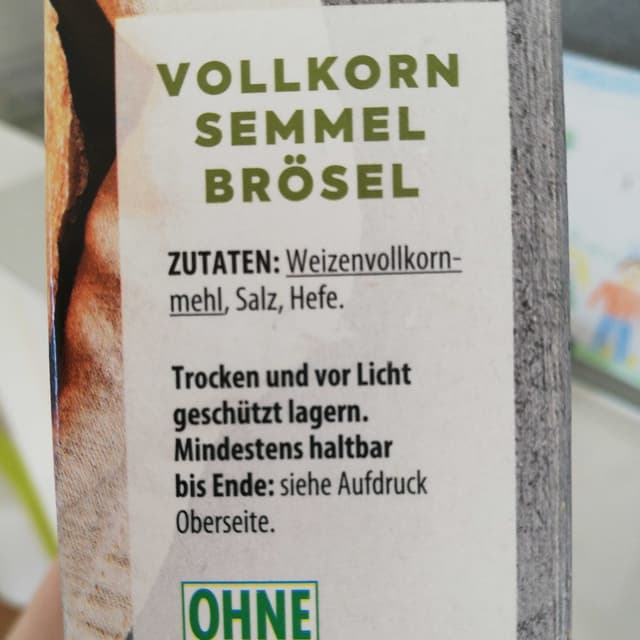 VOLLKORN
SEMMEL
BRÖSEL
ZUTATEN: Weizenvollkorn-
mehl, Salz, Hefe.
Trocken und vor Licht
geschützt lagern.
Mindestens haltbar
bis Ende: siehe Aufdruck
Oberseite.
OHNE